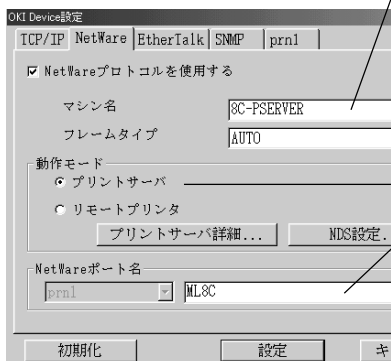 OKI Device設定
TCP/IP NetWare EtherTalk SNMP prn1
NetWareプロトコルを使用する
マシン名 8C-PSERVER
フレームタイプ AUTO
動作モード
プリントサーバ
リモートプリンタ
プリントサーバ詳細... NDS設定.
NetWareポート名
prn1 ML8C
初期化 設定 キ